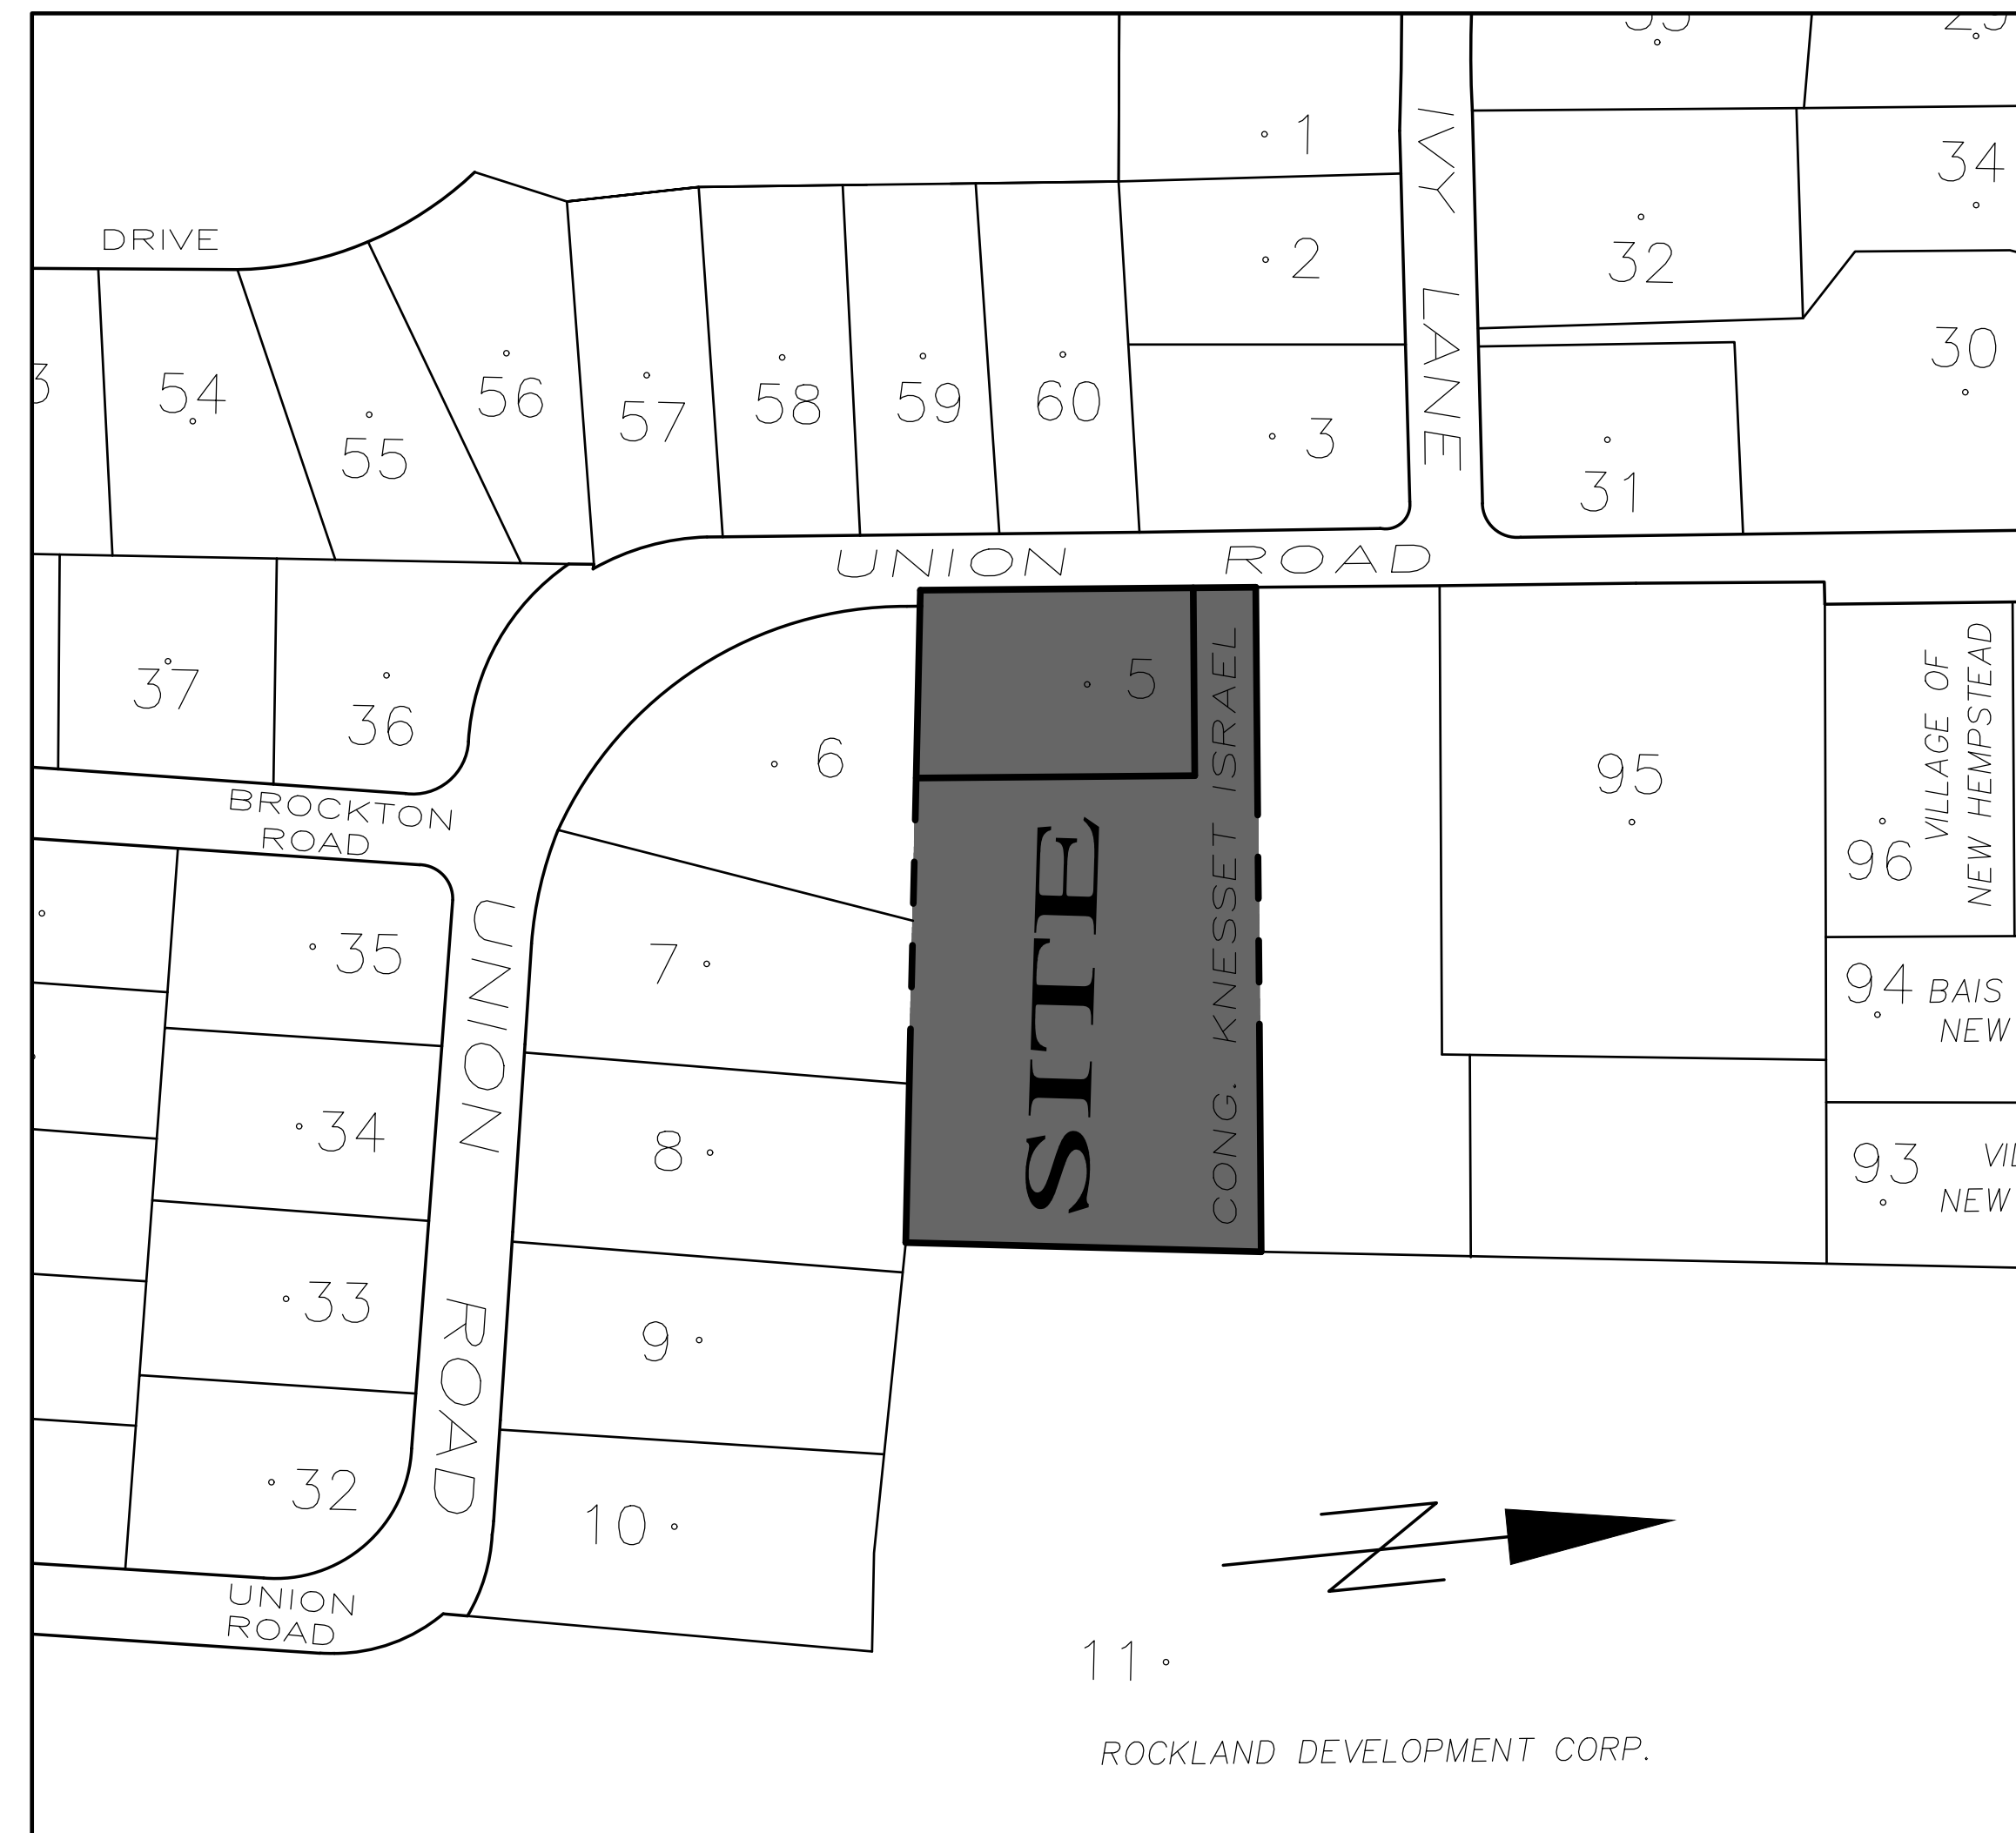 1
IVY LANE
34
DRIVE
2
32
54
56
57
58
59
60
30
55
3
31
UNION ROAD
37
36
6
5
95
VILLAGE OF
NEW HEMPSTEAD
96
BROCKTON
ROAD
35
7
SITE
CONG. KNESSET ISRAEL
94 BAIS
NEW
UNION ROAD
34
8
93
NEW
33
9
32
10
UNION
ROAD
11
ROCKLAND DEVELOPMENT CORP.